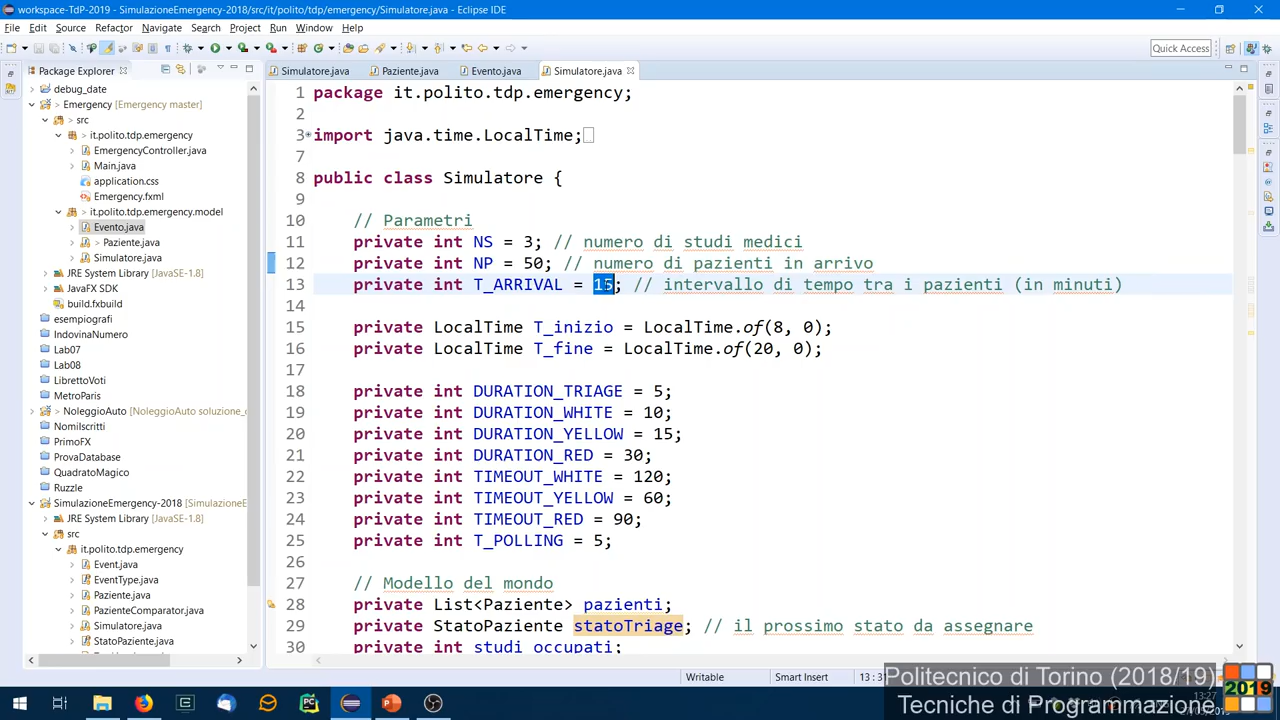 workspace-TdP-2019 - SimulazioneEmergency-2018/src/it/polito/tdp/emergency/Simulatore.java - Eclipse IDE
File Edit Source Refactor Navigate Search Project Run Window Help
Quick Access
Package Explorer
Simulatore.java Paziente.java Evento.java Simulatore.java
debug_date
Emergency [Emergency master]
src
it.polito.tdp.emergency
EmergencyController.java
Main.java
application.css
Emergency.fxml
it.polito.tdp.emergency.model
Evento.java
Paziente.java
Simulatore.java
JRE System Library [JavaSE-1.8]
JavaFX SDK
build.fxbuild
esempiografi
IndovinaNumero
Lab07
Lab08
LibrettoVoti
MetroParis
NoleggioAuto [NoleggioAuto soluzione_
NomiIscritti
PrimoFX
ProvaDatabase
QuadratoMagico
Ruzzle
SimulazioneEmergency-2018 [SimulazioneE
JRE System Library [JavaSE-1.8]
src
it.polito.tdp.emergency
Event.java
EventType.java
Paziente.java
PazienteComparator.java
Simulatore.java
StatoPaziente.java
1 package it.polito.tdp.emergency;
2
3 import java.time.LocalTime;
7
8 public class Simulatore {
9
10 // Parametri
11 private int NS = 3; // numero di studi medici
12 private int NP = 50; // numero di pazienti in arrivo
13 private int T_ARRIVAL = 15; // intervallo di tempo tra i pazienti (in minuti)
14
15 private LocalTime T_inizio = LocalTime.of(8, 0);
16 private LocalTime T_fine = LocalTime.of(20, 0);
17
18 private int DURATION_TRIAGE = 5;
19 private int DURATION_WHITE = 10;
20 private int DURATION_YELLOW = 15;
21 private int DURATION_RED = 30;
22 private int TIMEOUT_WHITE = 120;
23 private int TIMEOUT_YELLOW = 60;
24 private int TIMEOUT_RED = 90;
25 private int T_POLLING = 5;
26
27 // Modello del mondo
28 private List<Paziente> pazienti;
29 private StatoPaziente statoTriage; // il prossimo stato da assegnare
30 private int studi_occupati;
Writable Smart Insert 13 : 3
Politecnico di Torino (2018/19)
Tecniche di Programmazione
2019
13:27